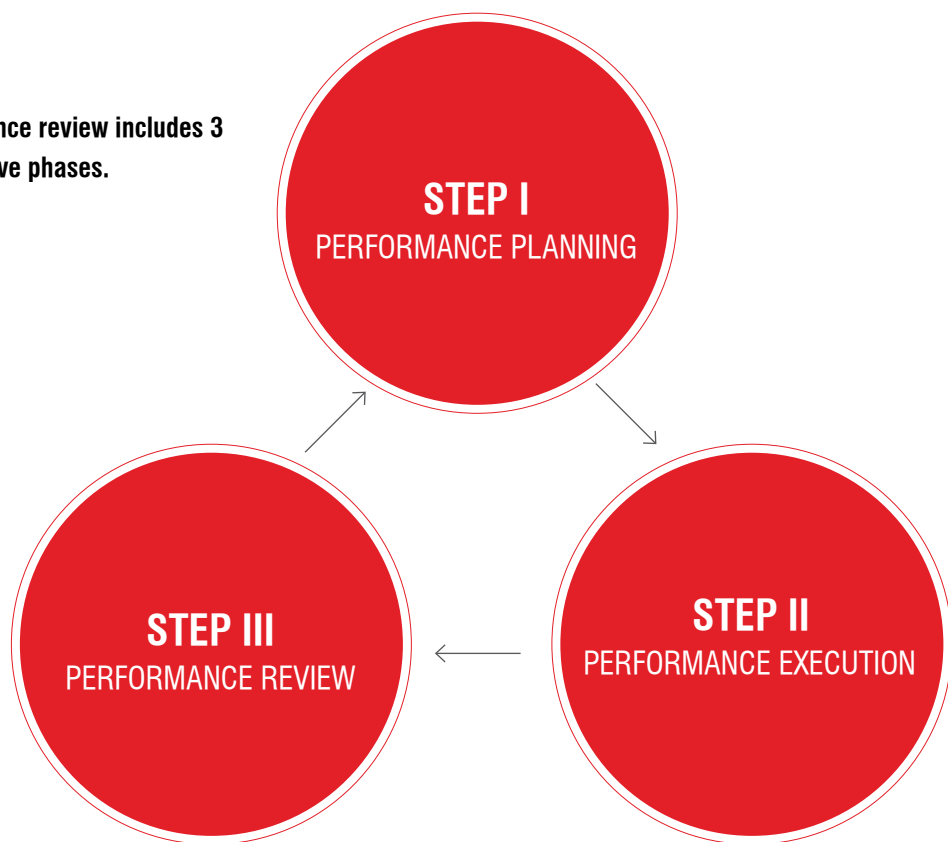 nce review includes 3
ve phases.
STEP I
PERFORMANCE PLANNING
STEP III
PERFORMANCE REVIEW
STEP II
PERFORMANCE EXECUTION